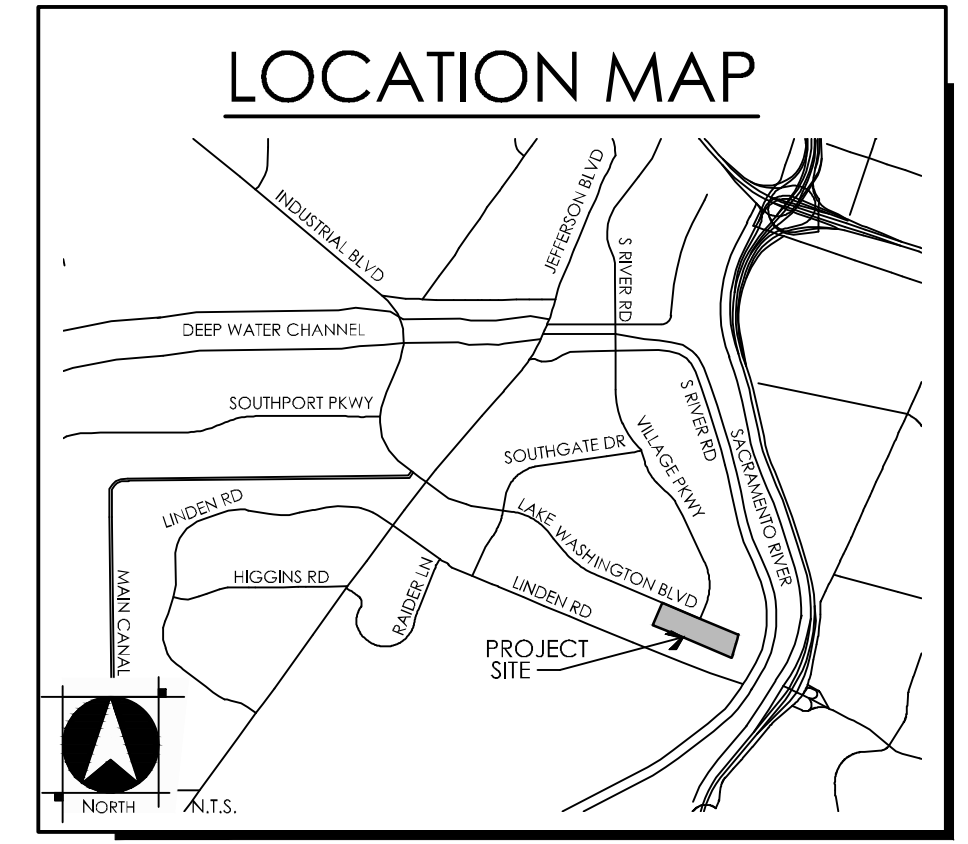 LOCATION MAP
INDUSTRIAL BLVD
JEFFERSON BLVD
S RIVER RD
DEEP WATER CHANNEL
SOUTHPORT PKWY
S RIVER RD
SOUTHGATE DR
VILLAGE PKWY
SACRAMENTO RIVER
LINDEN RD
LAKE WASHINGTON BLVD
HIGGINS RD
MAIN CANAL
RAIDER LN
LINDEN RD
PROJECT
SITE
NORTH
N.T.S.